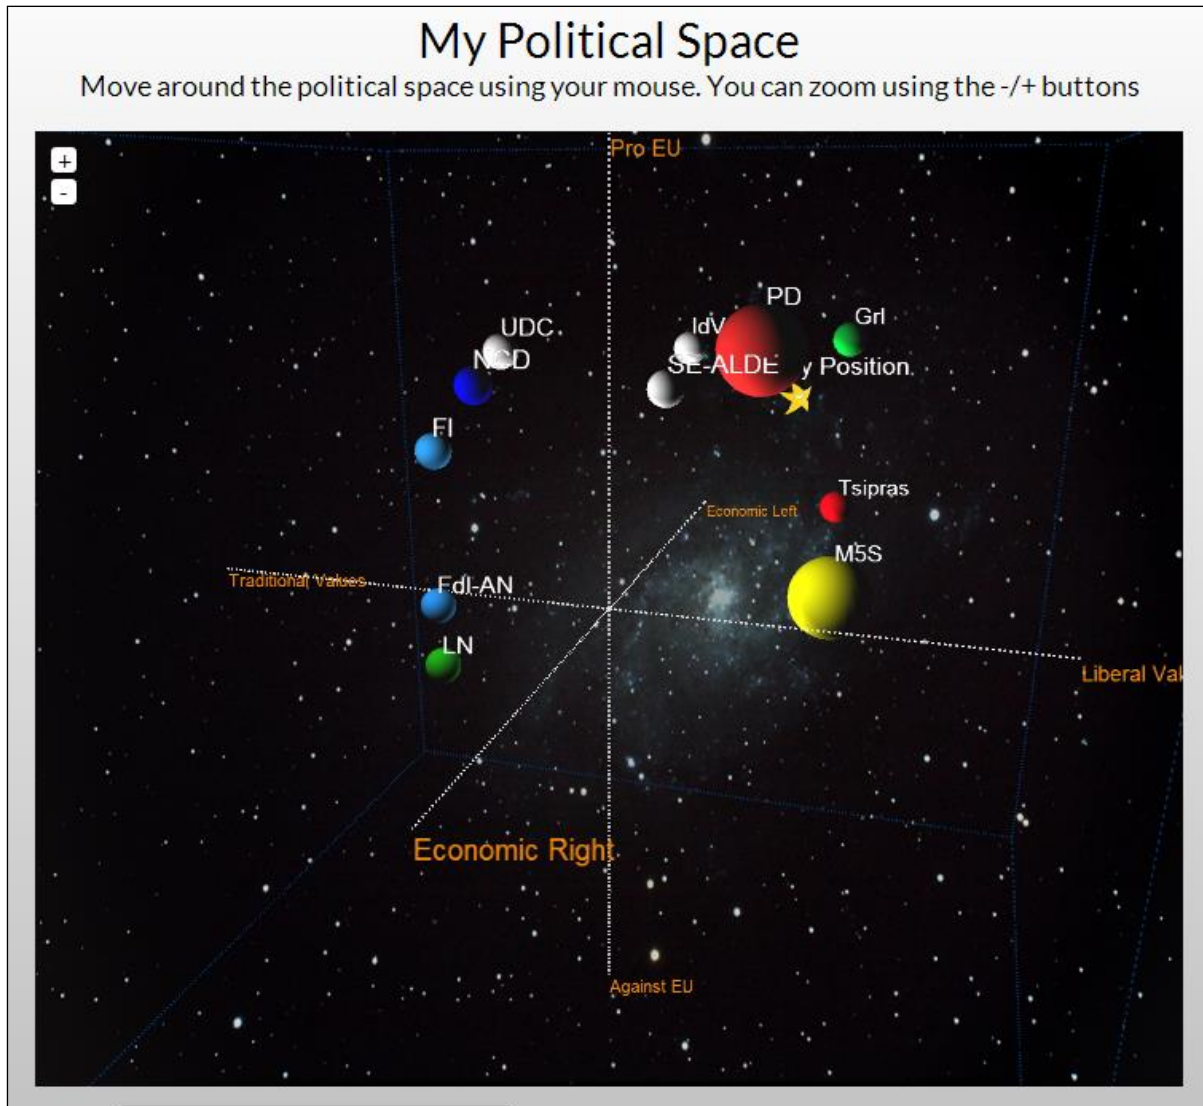 My Political Space
Move around the political space using your mouse. You can zoom using the -/+ buttons
+
-
Pro EU
PD
Grl
UDC
IdV
NCD
SE-ALDE
y Position
FI
Tsipras
Economic Left
M5S
Traditional Values
FdI-AN
LN
Liberal Val
Economic Right
Against EU